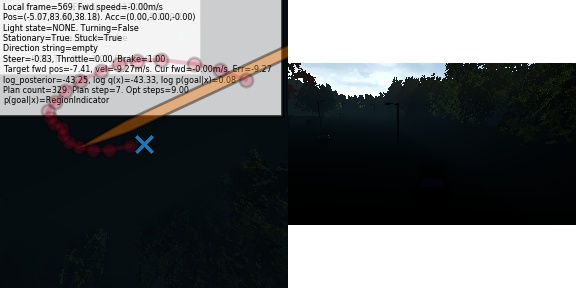 Local frame=569. Fwd speed=-0.00m/s
Pos=(-5.07,83.60,38.18). Acc=(0.00,-0.00,-0.00)
Light state=NONE. Turning=False
Stationary=True. Stuck=True
Direction string=empty
Steer=-0.83, Throttle=0.00, Brake=1.00
Target fwd pos=-7.41, vel=-9.27m/s. Cur fwd=-0.00m/s, Err=-9.27
log_posterior=-43.25, log q(x)=-43.33, log p(goal|x)=0.08
Plan count=329. Plan step=7. Opt steps=9.00
p(goal|x)=RegionIndicator